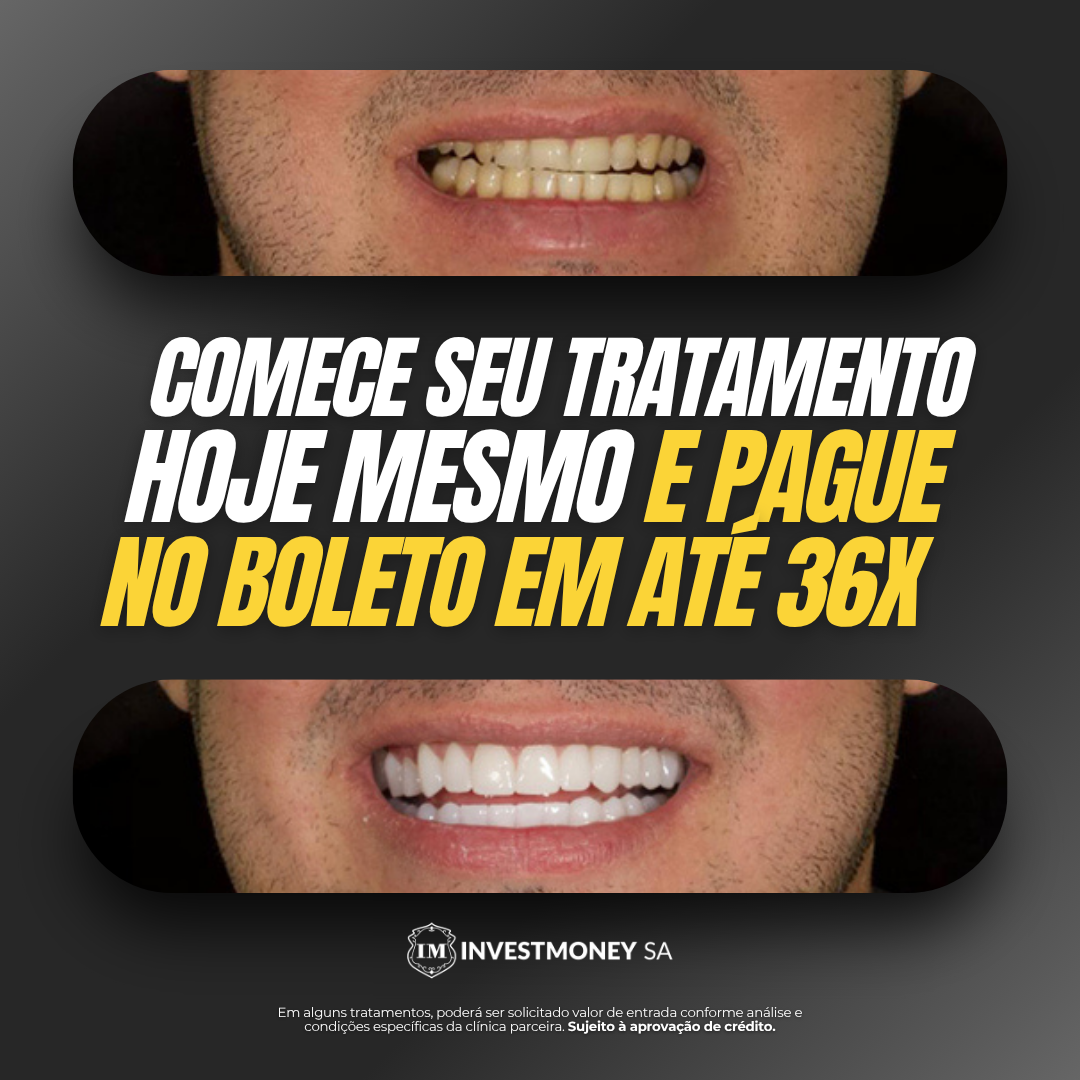 COMECE SEU TRATAMENTO
HOJE MESMO E PAGUE
NO BOLETO EM ATÉ 36X
IM INVESTMONEY SA
Em alguns tratamentos, poderá ser solicitado valor de entrada conforme análise e
condições específicas da clínica parceira. Sujeito à aprovação de crédito.